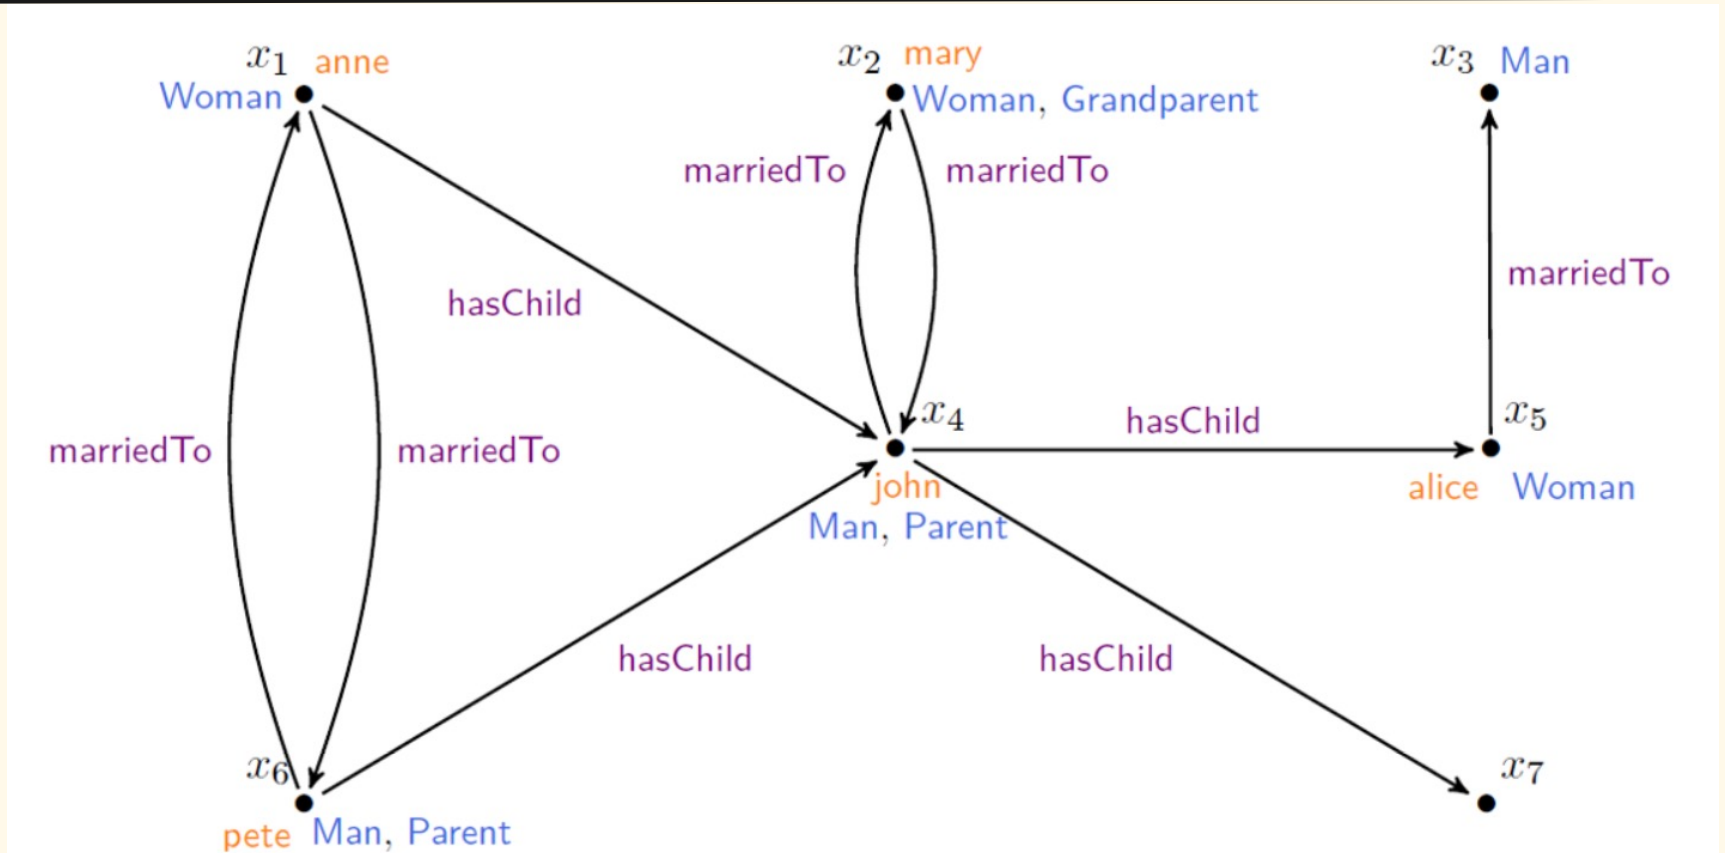 x1 anne
Woman
x2 mary
Woman, Grandparent
x3 Man
marriedTo
marriedTo
hasChild
marriedTo
marriedTo
marriedTo
x4
hasChild
x5
john
Man, Parent
alice Woman
hasChild
hasChild
x6
x7
pete Man, Parent